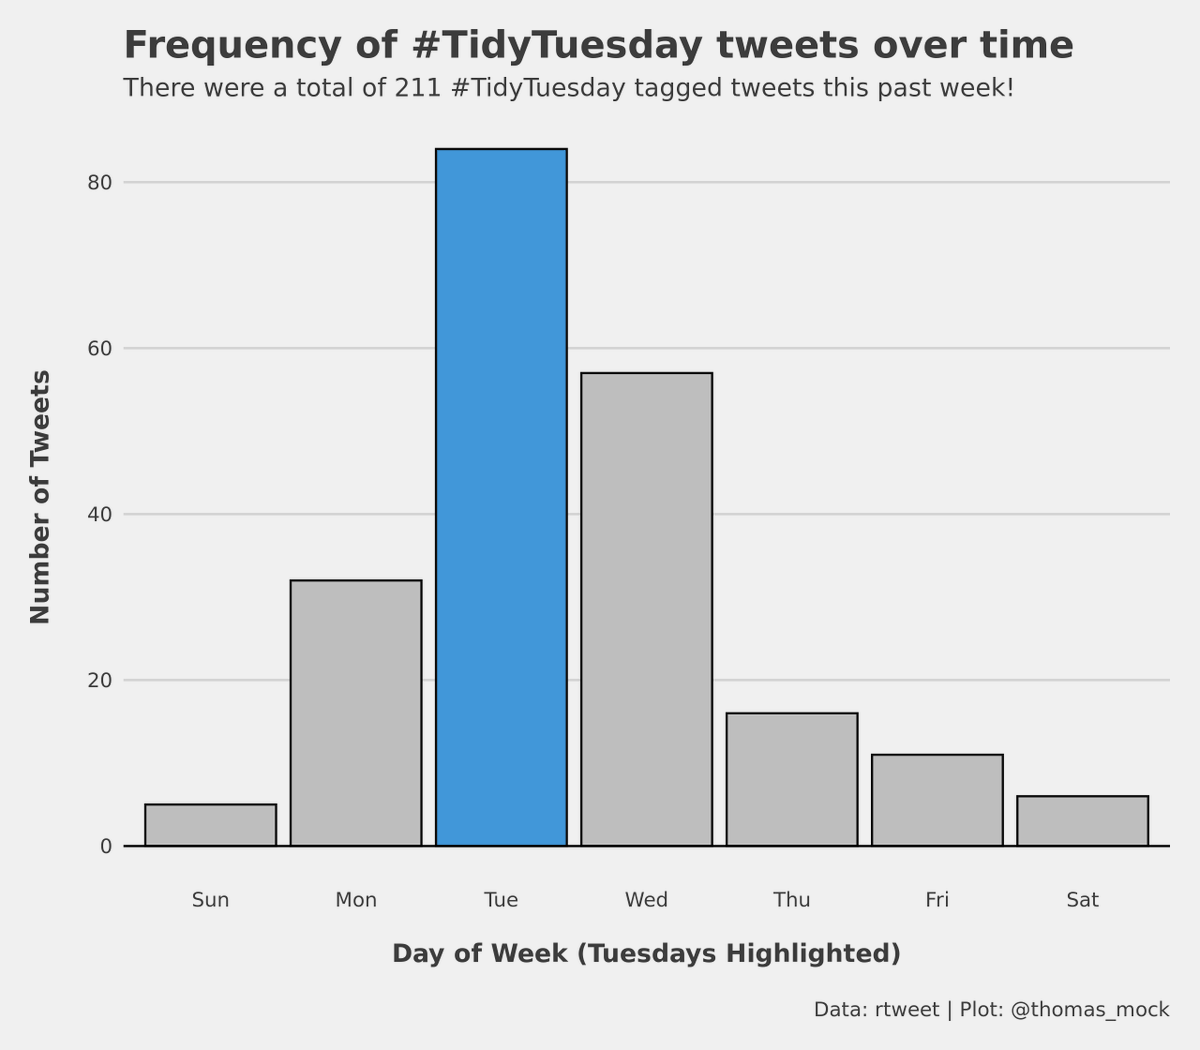 Frequency of #TidyTuesday tweets over time
There were a total of 211 #TidyTuesday tagged tweets this past week!
80
60
40
20
0
Number of Tweets
Sun Mon Tue Wed Thu Fri Sat
Day of Week (Tuesdays Highlighted)
Data: rtweet | Plot: @thomas_mock